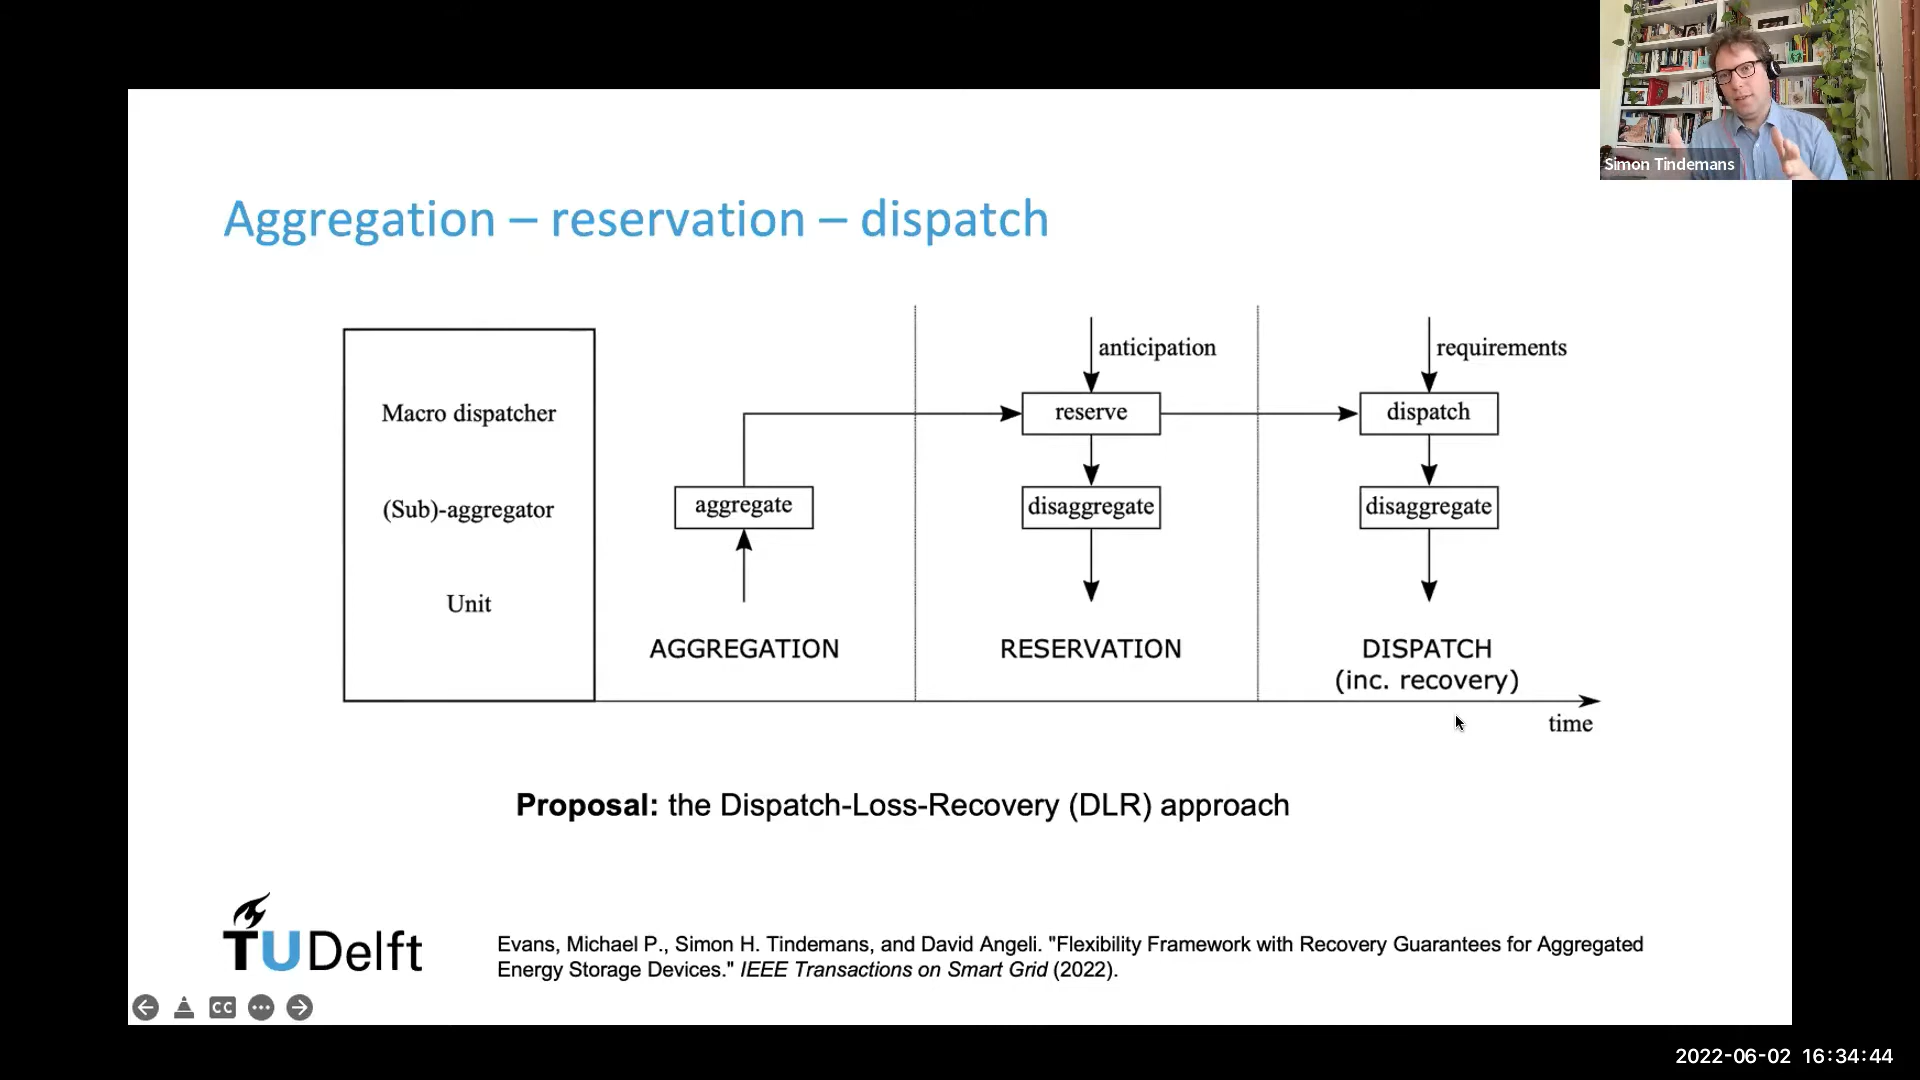 Simon Tindemans
Aggregation – reservation – dispatch
anticipation
requirements
Macro dispatcher
reserve
dispatch
(Sub)-aggregator
aggregate
disaggregate
disaggregate
Unit
AGGREGATION
RESERVATION
DISPATCH
(inc. recovery)
time
Proposal: the Dispatch-Loss-Recovery (DLR) approach
TUDelft
Evans, Michael P., Simon H. Tindemans, and David Angeli. "Flexibility Framework with Recovery Guarantees for Aggregated
Energy Storage Devices." IEEE Transactions on Smart Grid (2022).
CC
2022-06-02 16:34:44